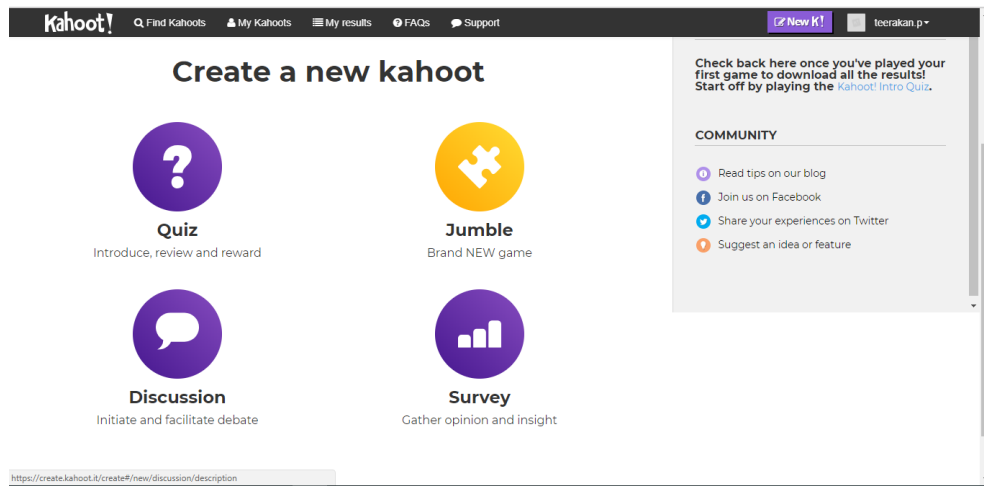 Kahoot! Find Kahoots My Kahoots My results FAQs Support New K! teerakan.p
Create a new kahoot
Quiz
Introduce, review and reward
Jumble
Brand NEW game
Discussion
Initiate and facilitate debate
Survey
Gather opinion and insight
Check back here once you've played your
first game to download all the results!
Start off by playing the Kahoot! Intro Quiz.
COMMUNITY
Read tips on our blog
Join us on Facebook
Share your experiences on Twitter
Suggest an idea or feature
https://create.kahoot.it/create#/new/discussion/description